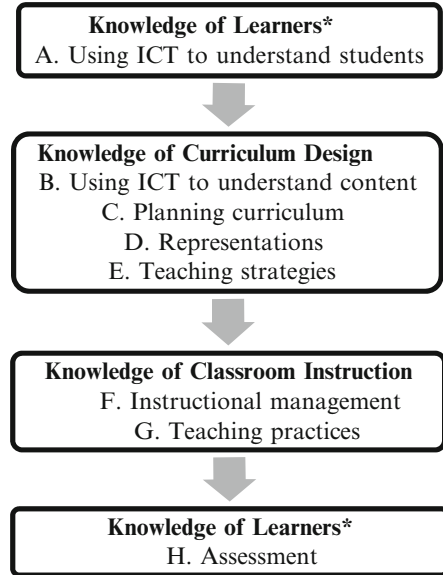 Knowledge of Learners*
A. Using ICT to understand students
Knowledge of Curriculum Design
B. Using ICT to understand content
C. Planning curriculum
D. Representations
E. Teaching strategies
Knowledge of Classroom Instruction
F. Instructional management
G. Teaching practices
Knowledge of Learners*
H. Assessment